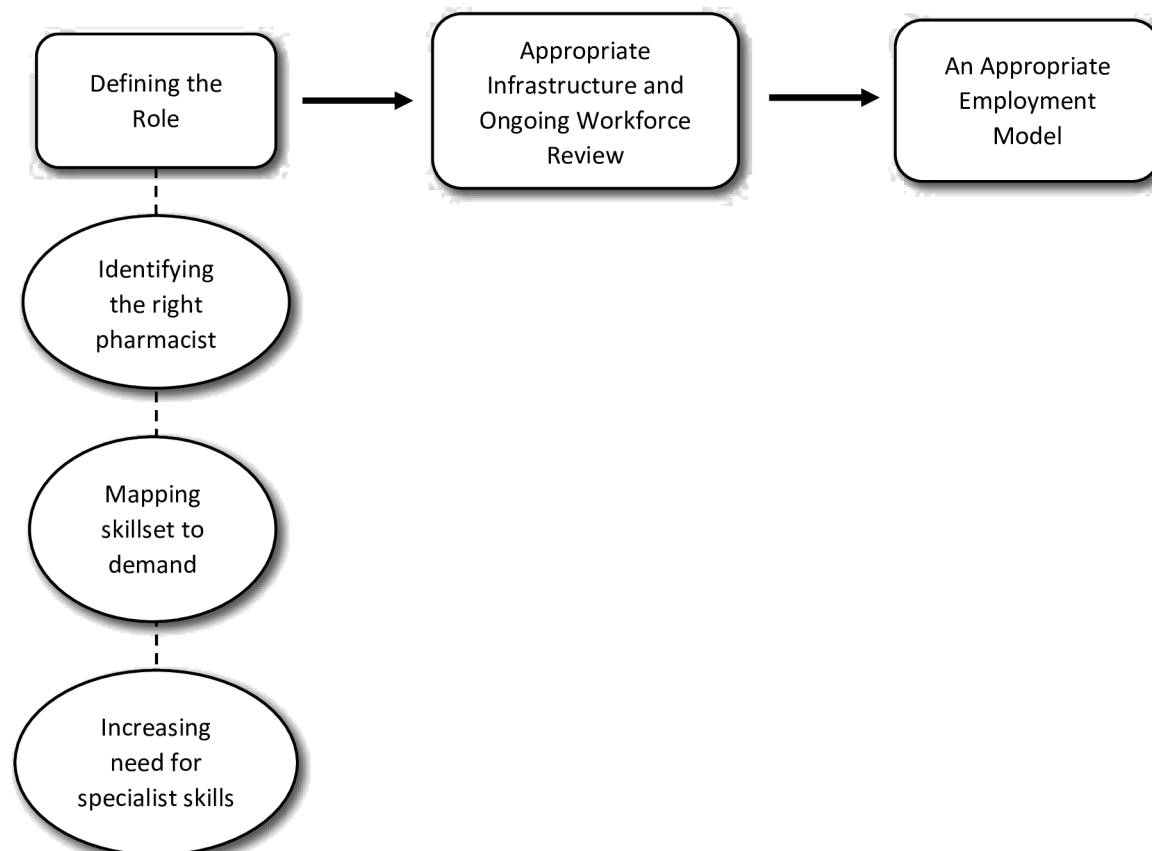 Defining the
Role
Appropriate
Infrastructure and
Ongoing Workforce
Review
An Appropriate
Employment
Model
Identifying
the right
pharmacist
Mapping
skillset to
demand
Increasing
need for
specialist skills